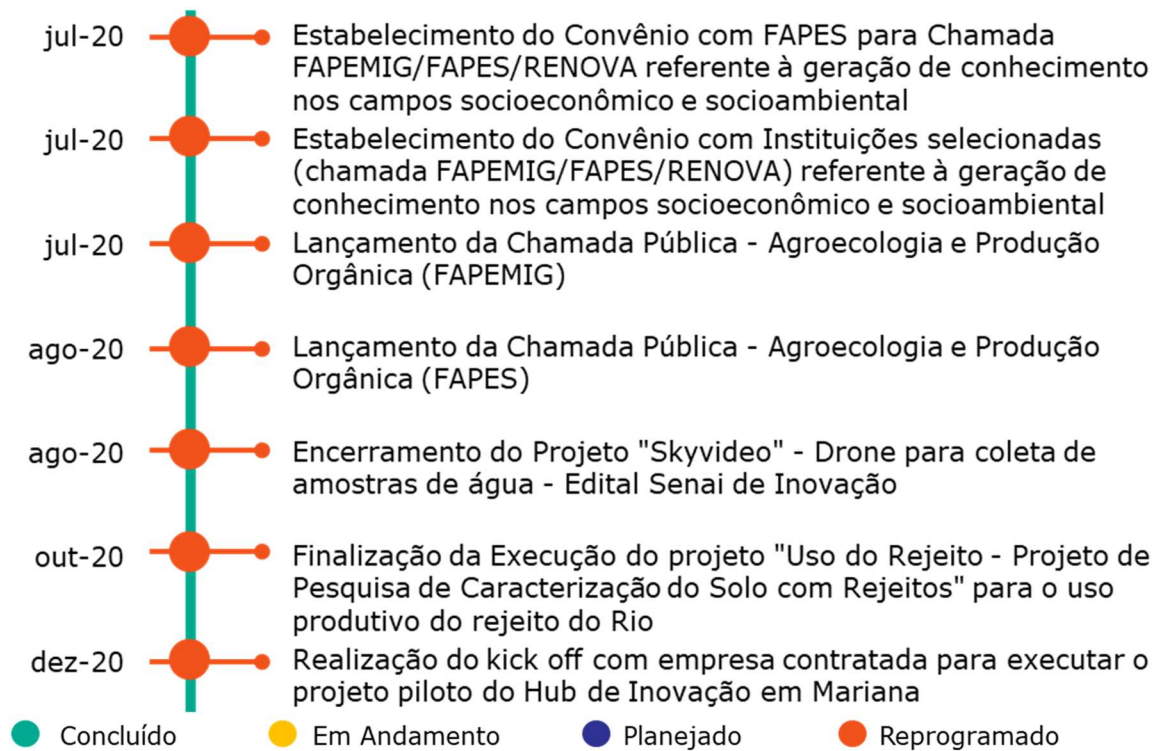 jul-20
Estabelecimento do Convênio com FAPES para Chamada
FAPEMIG/FAPES/RENOVA referente à geração de conhecimento
nos campos socioeconômico e socioambiental
jul-20
Estabelecimento do Convênio com Instituições selecionadas
(chamada FAPEMIG/FAPES/RENOVA) referente à geração de
conhecimento nos campos socioeconômico e socioambiental
jul-20
Lançamento da Chamada Pública - Agroecologia e Produção
Orgânica (FAPEMIG)
ago-20
Lançamento da Chamada Pública - Agroecologia e Produção
Orgânica (FAPES)
ago-20
Encerramento do Projeto "Skyvideo" - Drone para coleta de
amostras de água - Edital Senai de Inovação
out-20
Finalização da Execução do projeto "Uso do Rejeito - Projeto de
Pesquisa de Caracterização do Solo com Rejeitos" para o uso
produtivo do rejeito do Rio
dez-20
Realização do kick off com empresa contratada para executar o
projeto piloto do Hub de Inovação em Mariana
Concluído Em Andamento Planejado Reprogramado